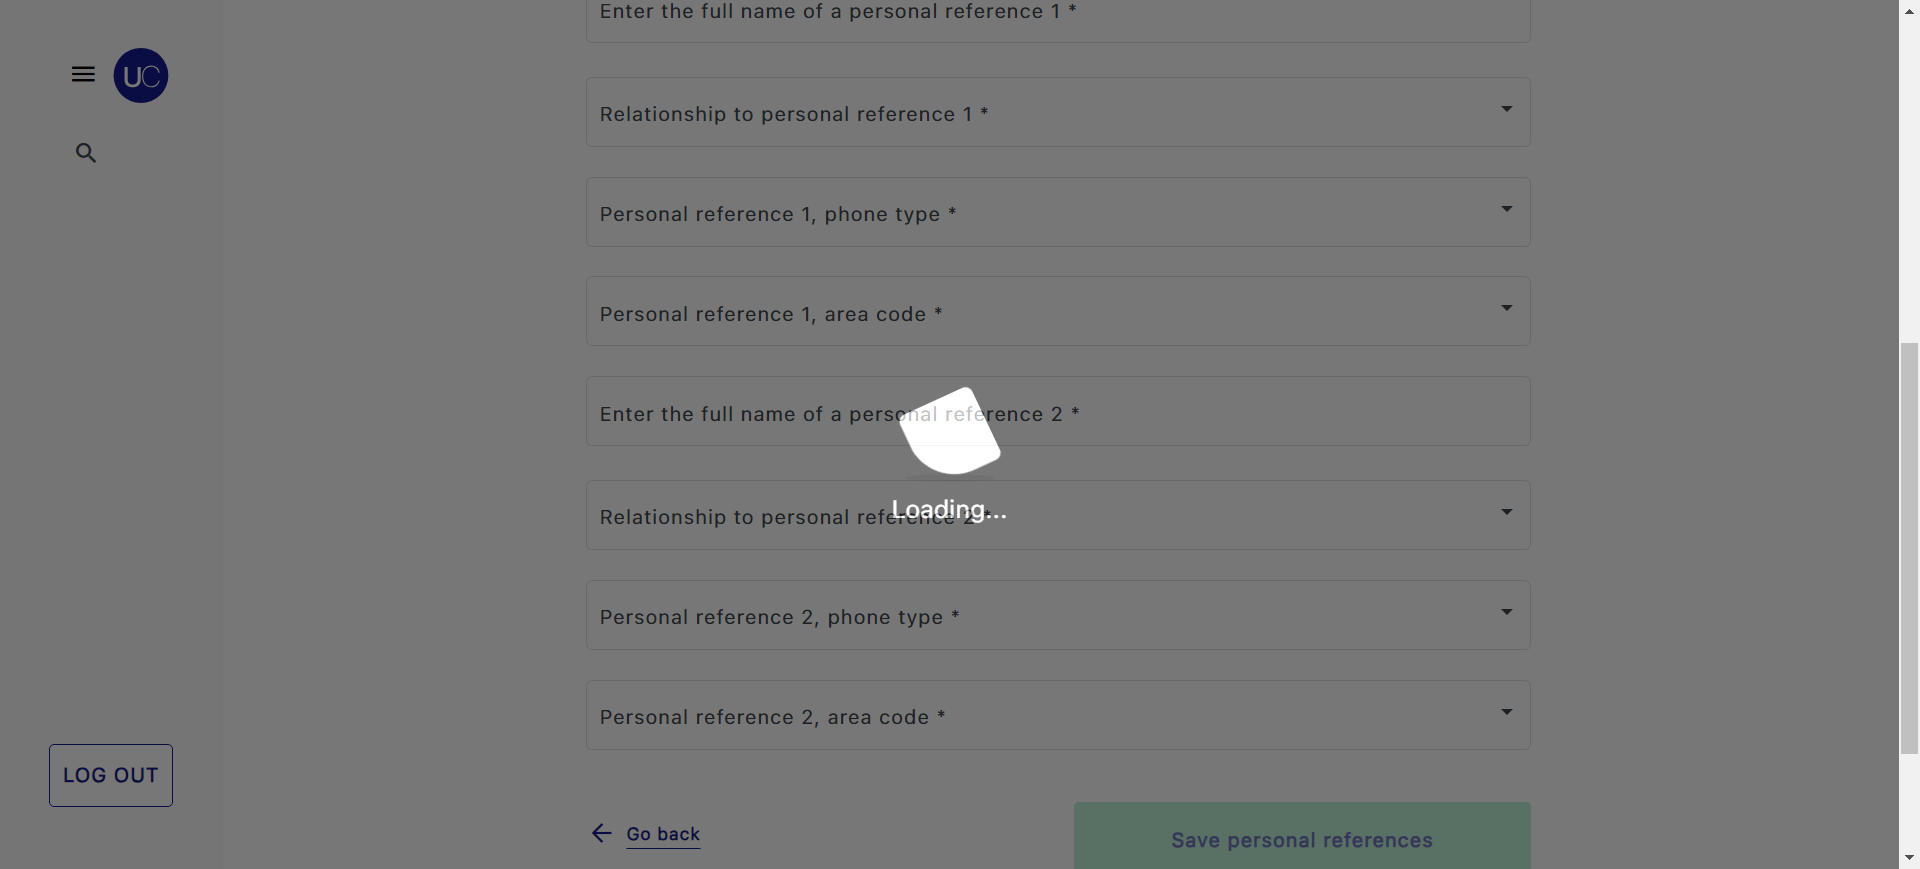 Enter the full name of a personal reference 1 *
UC
Relationship to personal reference 1 *
Personal reference 1, phone type *
Personal reference 1, area code *
Enter the full name of a personal reference 2 *
Loading...
Relationship to personal reference 2 *
Personal reference 2, phone type *
Personal reference 2, area code *
LOG OUT
Go back
Save personal references